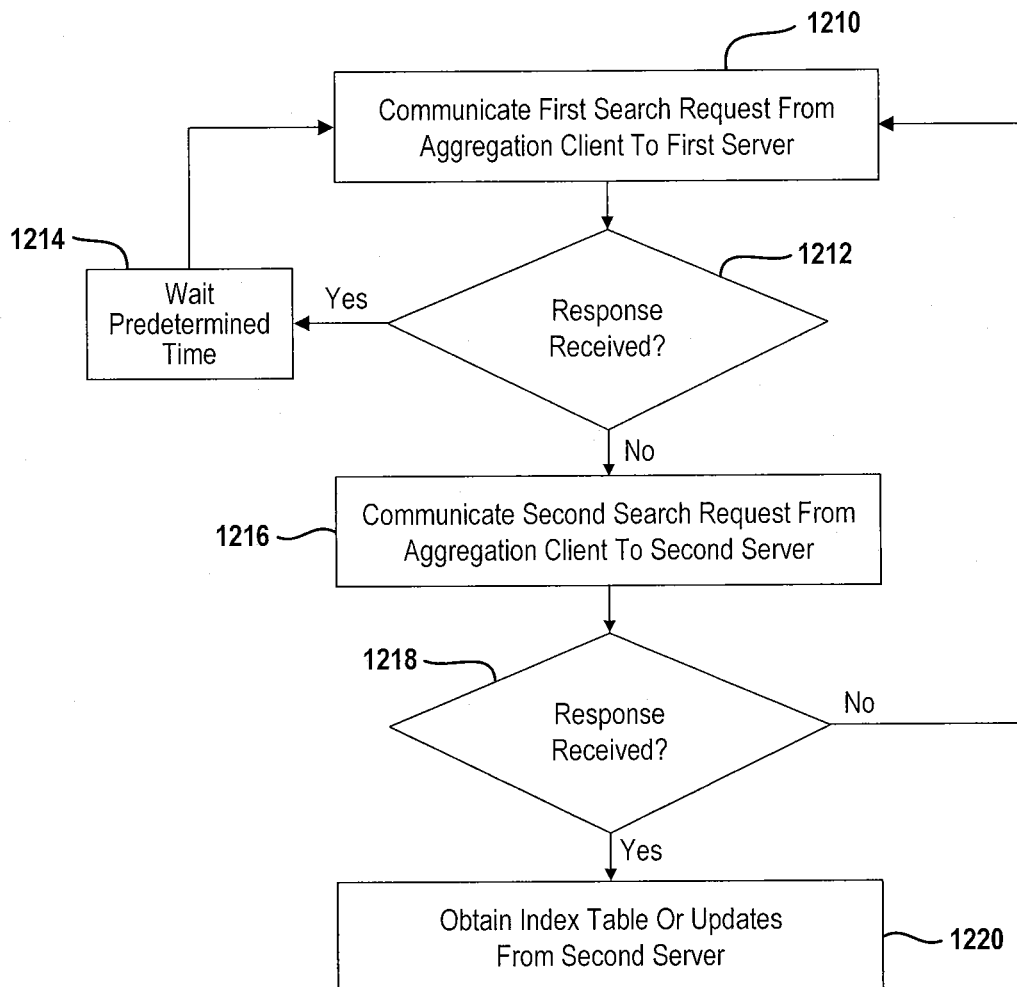 1210
Communicate First Search Request From
Aggregation Client To First Server
1214
1212
Wait
Predetermined
Time
Yes
Response
Received?
No
1216
Communicate Second Search Request From
Aggregation Client To Second Server
1218
Response
Received?
No
Yes
Obtain Index Table Or Updates
From Second Server
1220